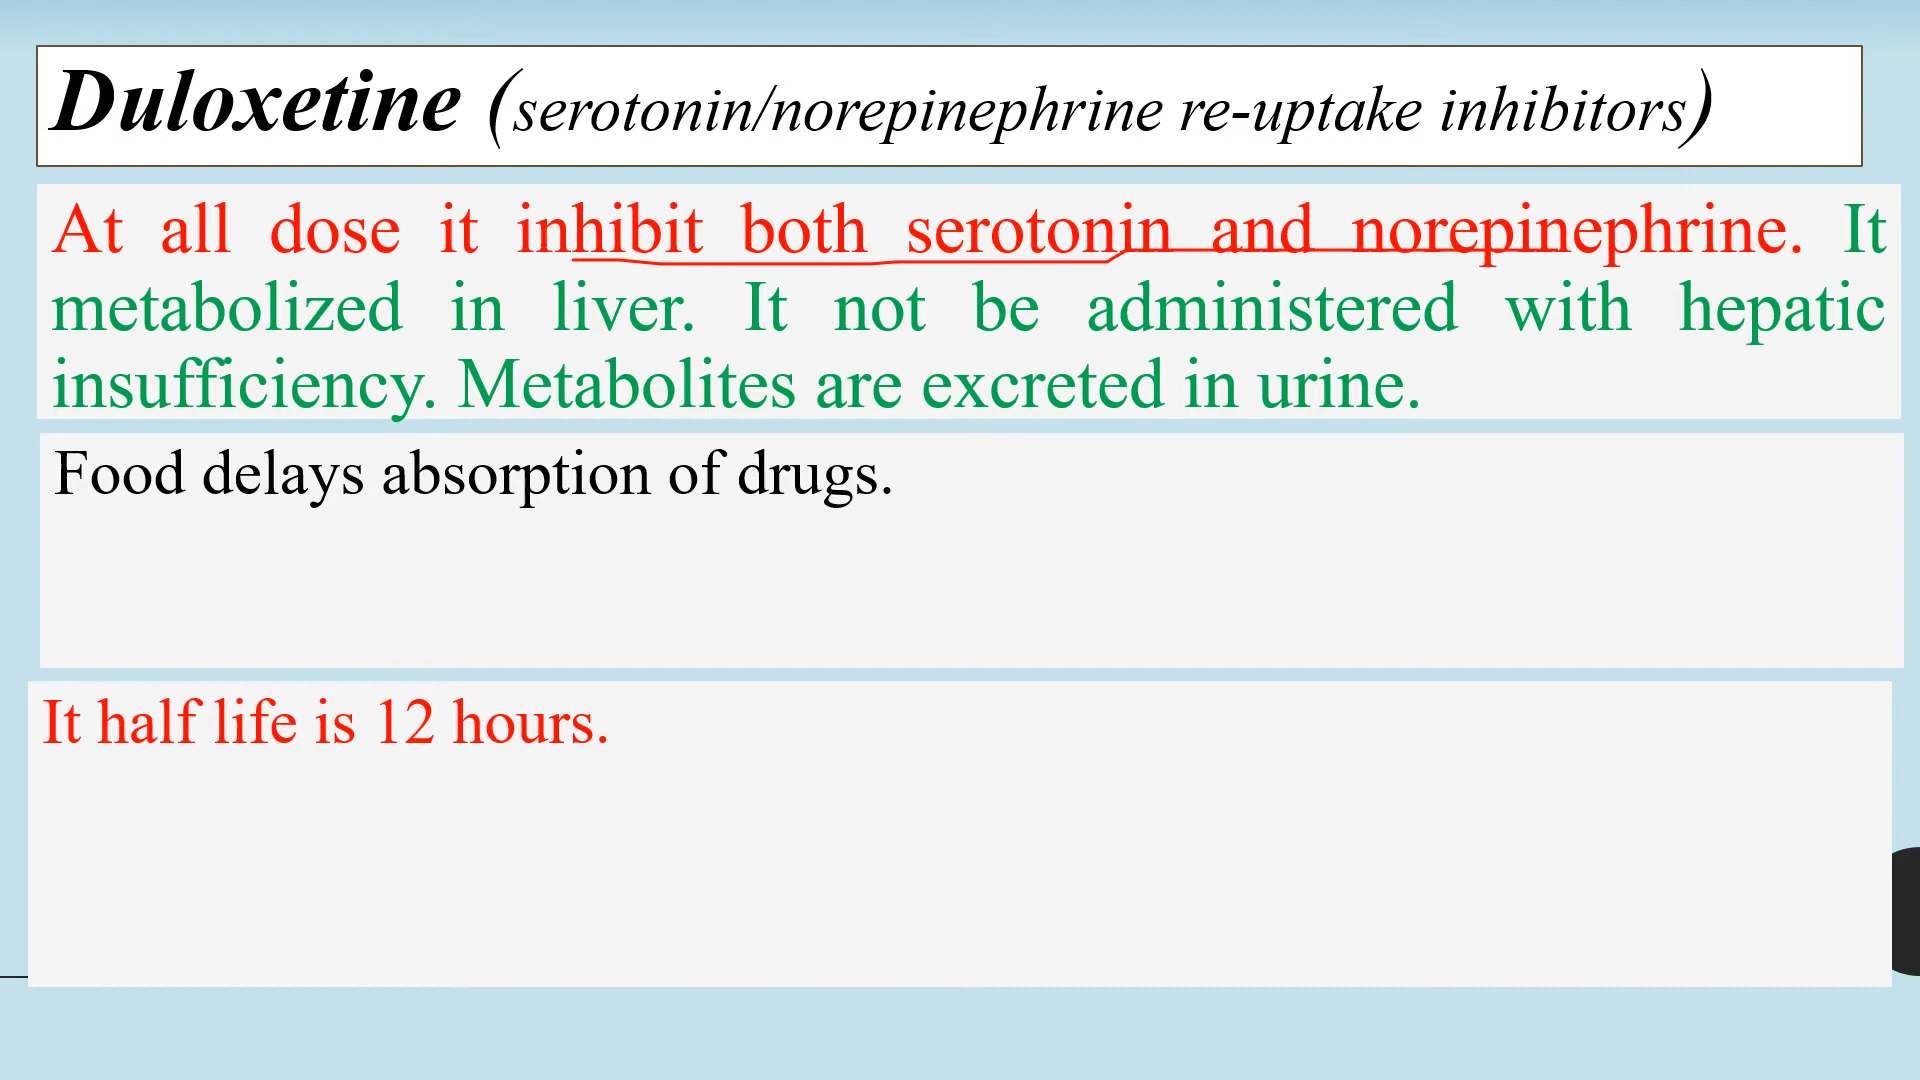 Duloxetine (serotonin/norepinephrine re-uptake inhibitors)
At all dose it inhibit both serotonin and norepinephrine. It
metabolized in liver. It not be administered with hepatic
insufficiency. Metabolites are excreted in urine.
Food delays absorption of drugs.
It half life is 12 hours.